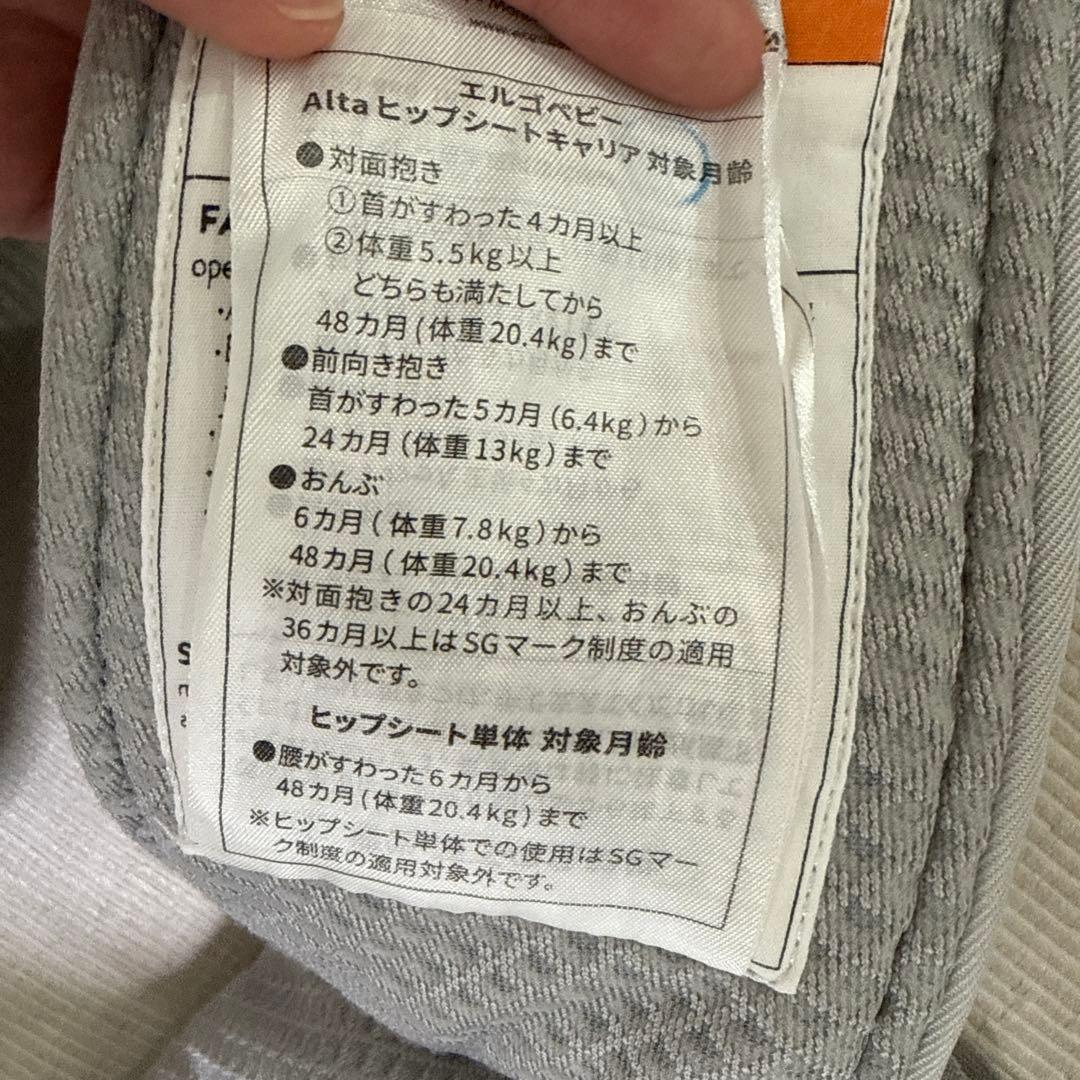 エルゴベビー
Altaヒップシートキャリア 対象月齢
●対面抱き
①首がすわった4カ月以上
②体重5.5kg以上
どちらも満たしてから
48カ月(体重20.4kg)まで
●前向き抱き
首がすわった5カ月(6.4kg)から
24カ月(体重13kg)まで
●おんぶ
6カ月(体重7.8kg)から
48カ月(体重20.4kg)まで
※対面抱きの24カ月以上、おんぶの
36カ月以上はSGマーク制度の適用
対象外です。
ヒップシート単体 対象月齢
●腰がすわった6カ月から
48カ月(体重20.4kg)まで
※ヒップシート単体での使用はSGマー
ク制度の適用対象外です。
FA
ope